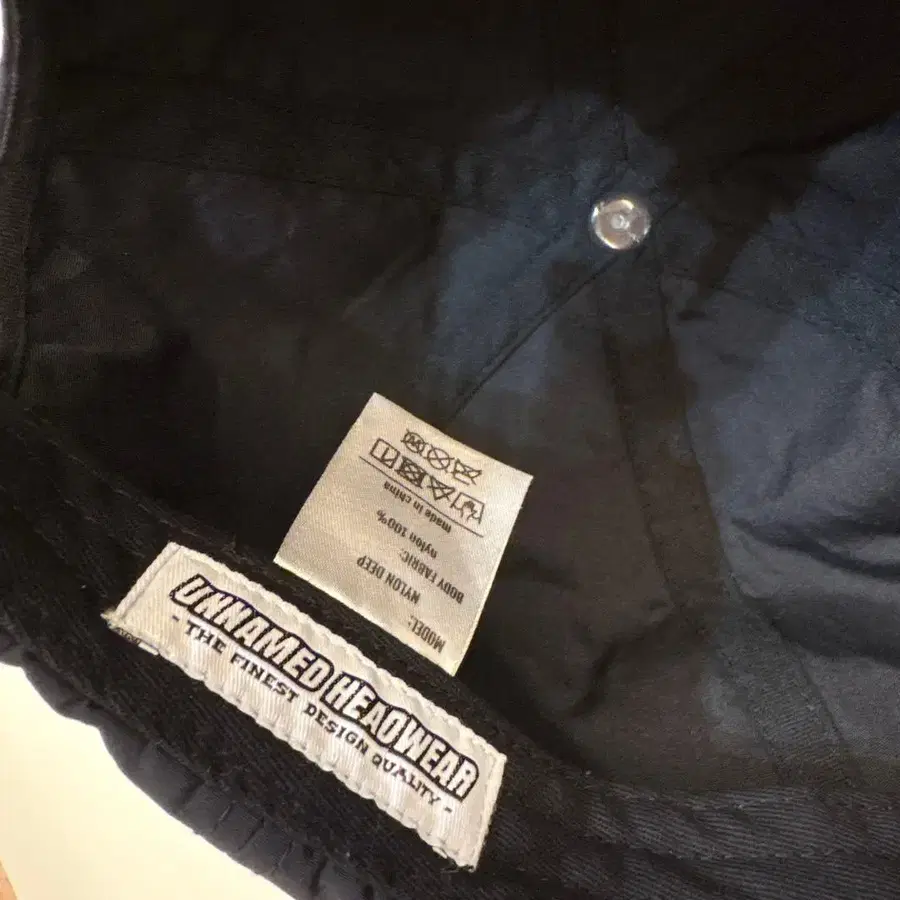 UNNAMED HEADWEAR
- THE FINEST DESIGN QUALITY -
MODEL: NYLON DEEP
BODY FABRIC:
nylon 100%
made in china